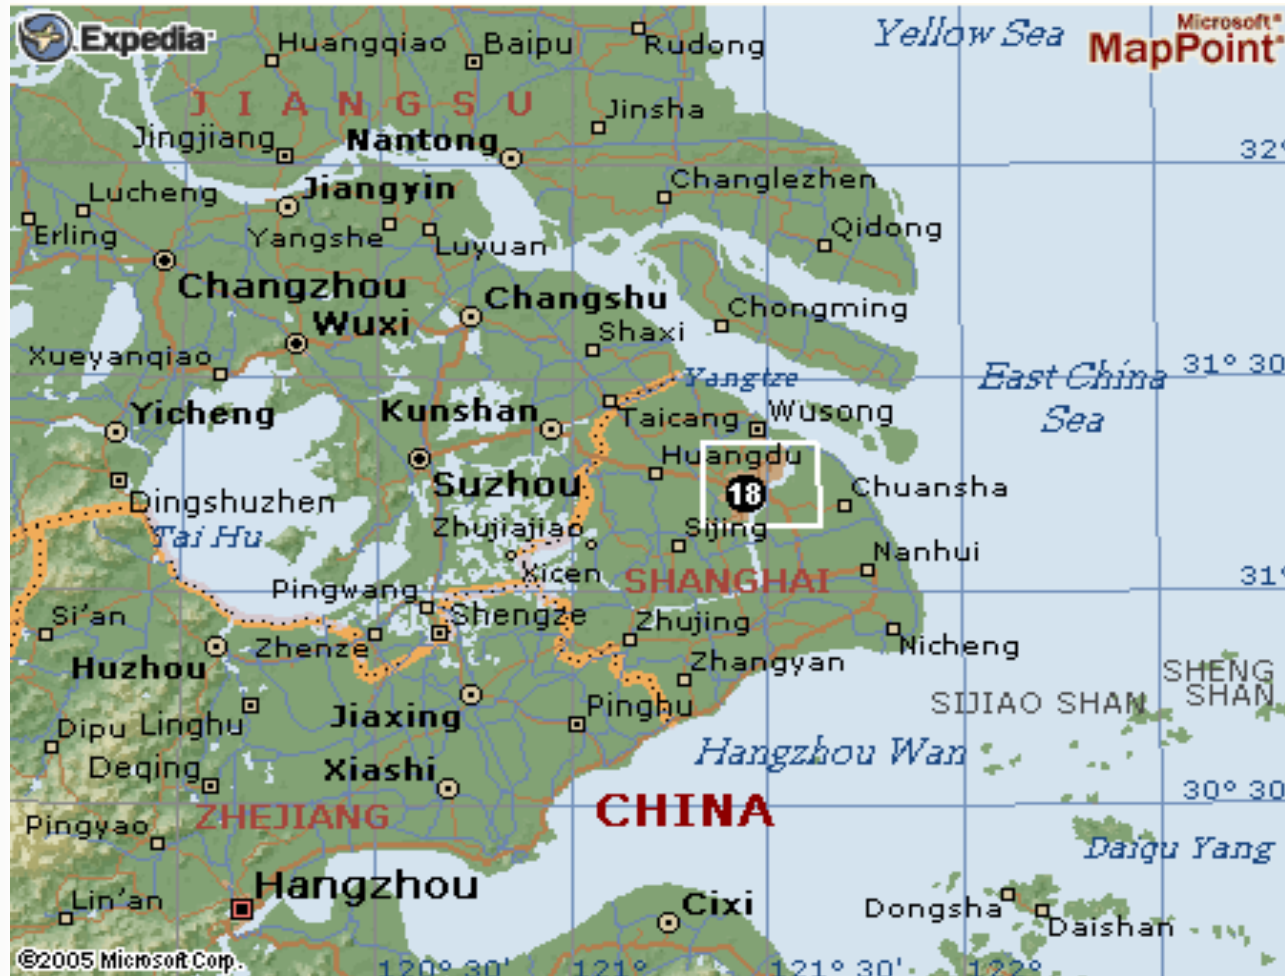 Expedia
Microsoft®
MapPoint®
Yellow Sea
Huangqiao
Baipu
Rudong
JIANGSU
Jinsha
Jingjiang
Nantong
32°
Lucheng
Jiangyin
Changlezhen
Erling
Yangshe
Luyuan
Qidong
Changzhou
Changshu
Chongming
Wuxi
Shaxi
Xueyanqiao
Yangtze
East China
Sea
31° 30
Yicheng
Kunshan
Taicang
Wusong
Huangdu
Suzhou
18
Chuansha
Dingshuzhen
Tai Hu
Zhujiajiao
Sijing
Nanhui
Xicen
SHANGHAI
31°
Pingwang
Si'an
Shengze
Zhujing
Zhenze
Nicheng
Huzhou
Zhangyan
SHENG
SHAN
SIJIAO SHAN
Jiaxing
Pinghu
Dipu
Linghu
Hangzhou Wan
Deqing
Xiashi
30° 30
ZHEJIANG
CHINA
Pingyao
Daiqu Yang
Hangzhou
Lin'an
Cixi
Dongsha
Daishan
©2005 Microsoft Corp.
120° 30'
121°
121° 30'
122°